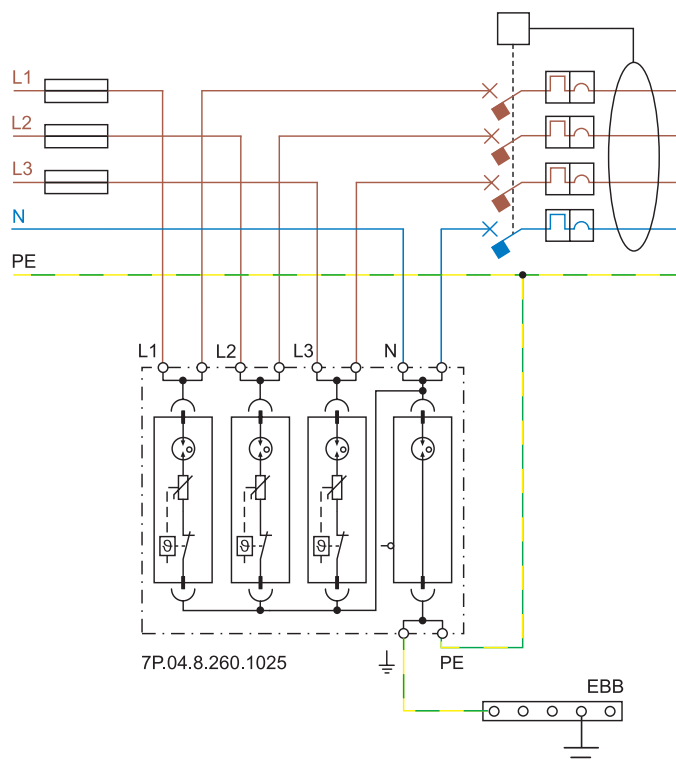 L1
L2
L3
N
PE
L1 L2 L3 N
ϑ ϑ ϑ
7P.04.8.260.1025 PE
EBB